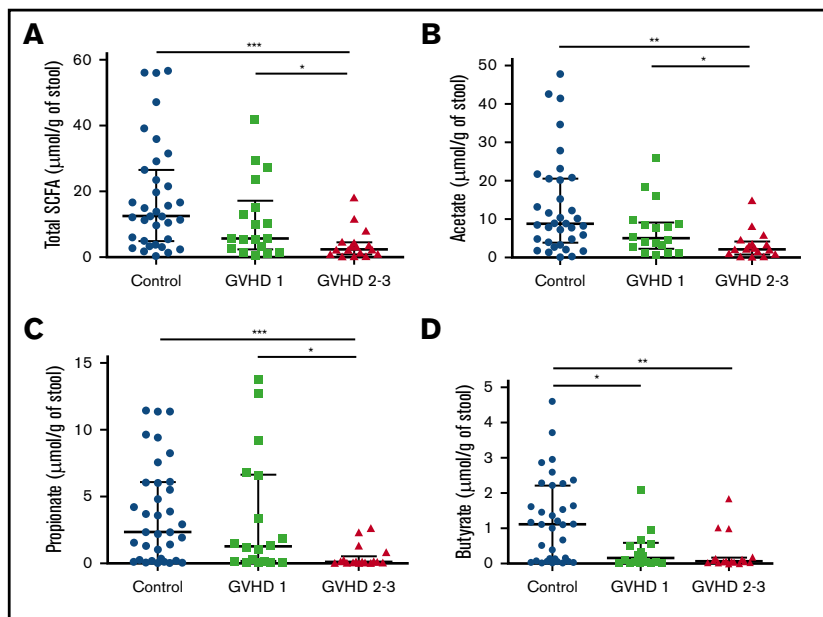 A
Total SCFA (μmol/g of stool)
60
40
20
0
***
*
Control
GVHD 1
GVHD 2-3
B
Acetate (μmol/g of stool)
50
40
30
20
10
0
**
*
Control
GVHD 1
GVHD 2-3
C
Propionate (μmol/g of stool)
15
10
5
0
***
*
Control
GVHD 1
GVHD 2-3
D
Butyrate (μmol/g of stool)
5
4
3
2
1
0
**
*
Control
GVHD 1
GVHD 2-3